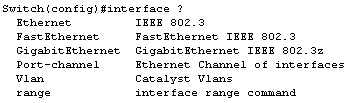 Switch(config)#interface ?
Ethernet IEEE 802.3
FastEthernet FastEthernet IEEE 802.3
GigabitEthernet GigabitEthernet IEEE 802.3z
Port-channel Ethernet Channel of interfaces
Vlan Catalyst Vlans
range interface range command